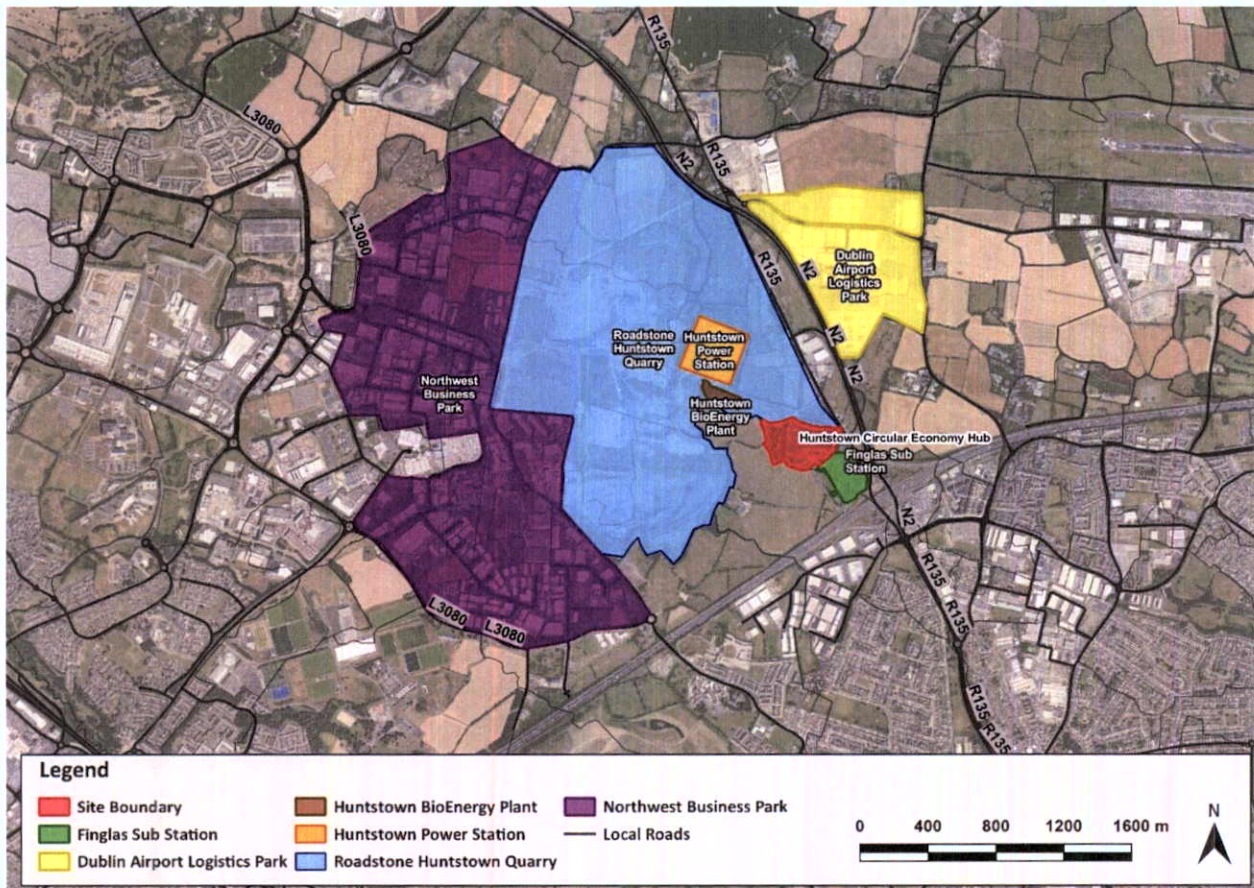 R135
L3080
R135
N2
L3080
R135
N2
Dublin
Airport
Logistics
Park
N2
N2
Roadstone
Huntstown
Quarry
Huntstown
Power
Station
Northwest
Business
Park
Huntstown
BioEnergy
Plant
Huntstown Circular Economy Hub
Finglas Sub
Station
N2
R135
R135
L3080
L3080
R135
R135
Legend
Site Boundary
Finglas Sub Station
Dublin Airport Logistics Park
Huntstown BioEnergy Plant
Huntstown Power Station
Roadstone Huntstown Quarry
Northwest Business Park
Local Roads
0 400 800 1200 1600 m
N